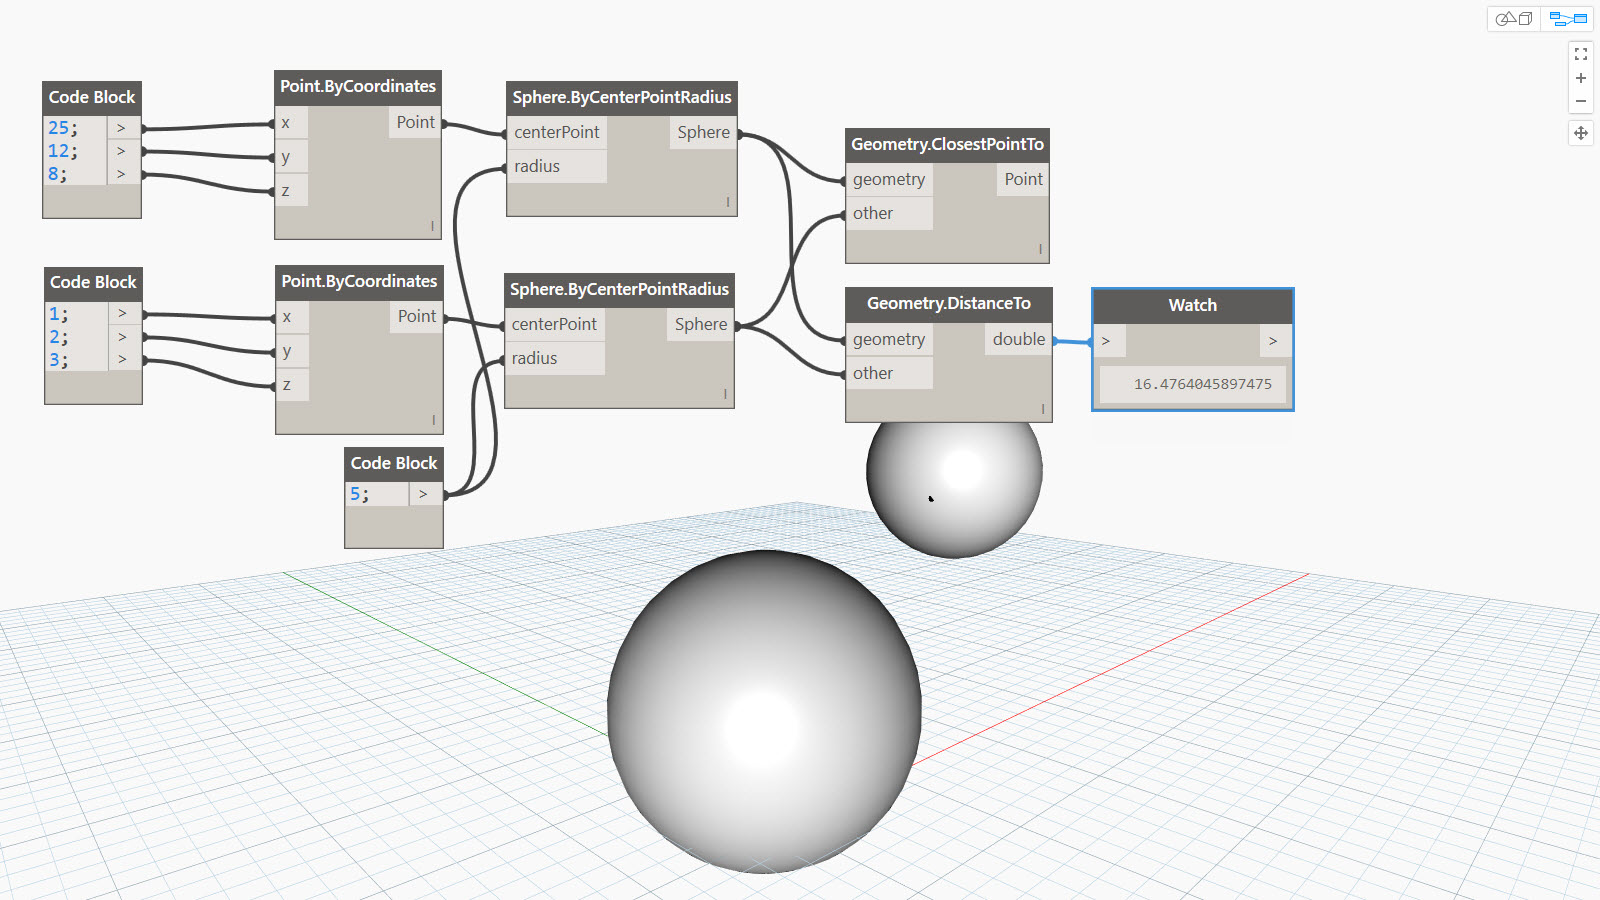 Code Block
25; >
12; >
8; >
Point.ByCoordinates
x Point
y
z
l
Sphere.ByCenterPointRadius
centerPoint Sphere
radius
l
Geometry.ClosestPointTo
geometry Point
other
l
Code Block
1; >
2; >
3; >
Point.ByCoordinates
x Point
y
z
l
Sphere.ByCenterPointRadius
centerPoint Sphere
radius
l
Geometry.DistanceTo
geometry double
other
l
Watch
> >
16.4764045897475
Code Block
5; >